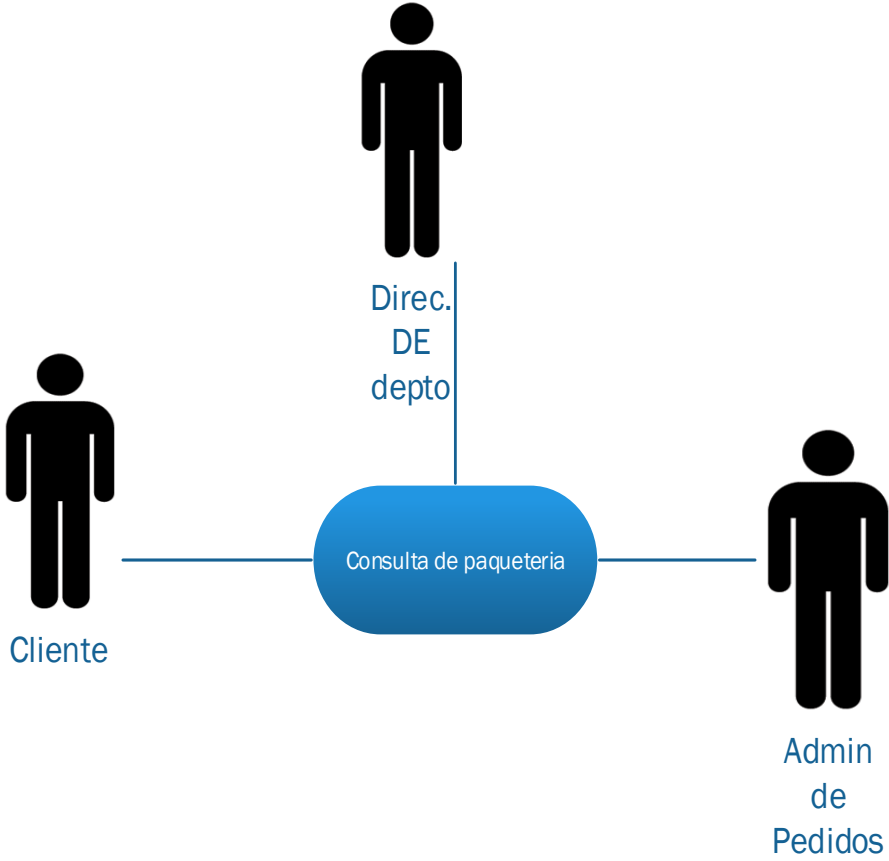 Direc.
DE
depto
Consulta de paqueteria
Cliente
Admin
de
Pedidos